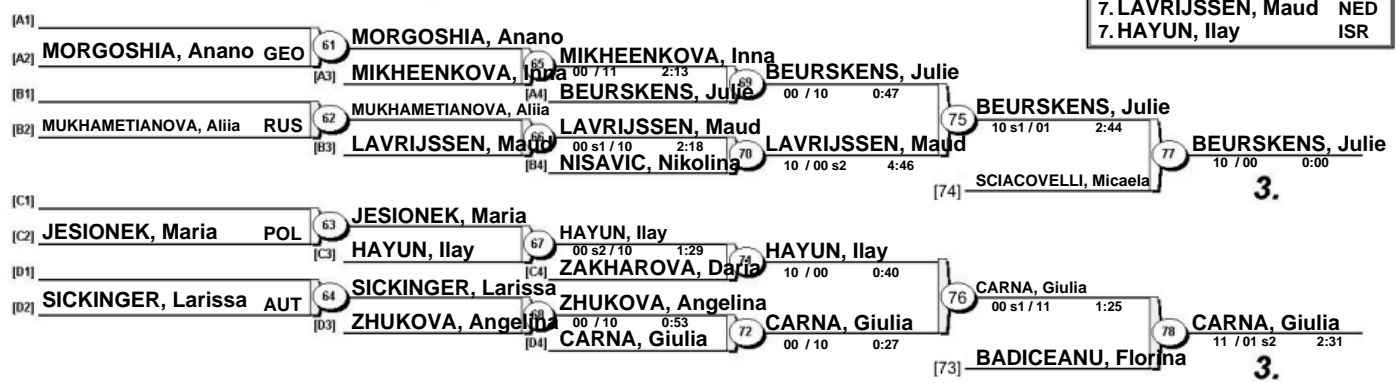 7. LAVRIJSSEN, Maud NED
7. HAYUN, Ilay ISR
[A1]
[A2] MORGOSHIA, Anano GEO
61
MORGOSHIA, Anano
[A3] MIKHEENKOVA, Inna
65
MIKHEENKOVA, Inna
00 / 11 2:13
[A4] BEURSKENS, Julie
69
BEURSKENS, Julie
00 / 10 0:47
[B1]
[B2] MUKHAMETIANOVA, Aliia RUS
62
MUKHAMETIANOVA, Aliia
[B3] LAVRIJSSEN, Maud
66
LAVRIJSSEN, Maud
00 s1 / 10 2:18
[B4] NISAVIC, Nikolina
70
LAVRIJSSEN, Maud
10 / 00 s2 4:46
75
BEURSKENS, Julie
10 s1 / 01 2:44
[74] SCIACOVELLI, Micaela
77
BEURSKENS, Julie
10 / 00 0:00
3.
[C1]
[C2] JESIONEK, Maria POL
63
JESIONEK, Maria
[C3] HAYUN, Ilay
67
HAYUN, Ilay
00 s2 / 10 1:29
[C4] ZAKHAROVA, Daria
71
HAYUN, Ilay
10 / 00 0:40
[D1]
[D2] SICKINGER, Larissa AUT
64
SICKINGER, Larissa
[D3] ZHUKOVA, Angelina
68
ZHUKOVA, Angelina
00 / 10 0:53
[D4] CARNA, Giulia
72
CARNA, Giulia
00 / 10 0:27
76
CARNA, Giulia
00 s1 / 11 1:25
[73] BADICEANU, Florina
78
CARNA, Giulia
11 / 01 s2 2:31
3.